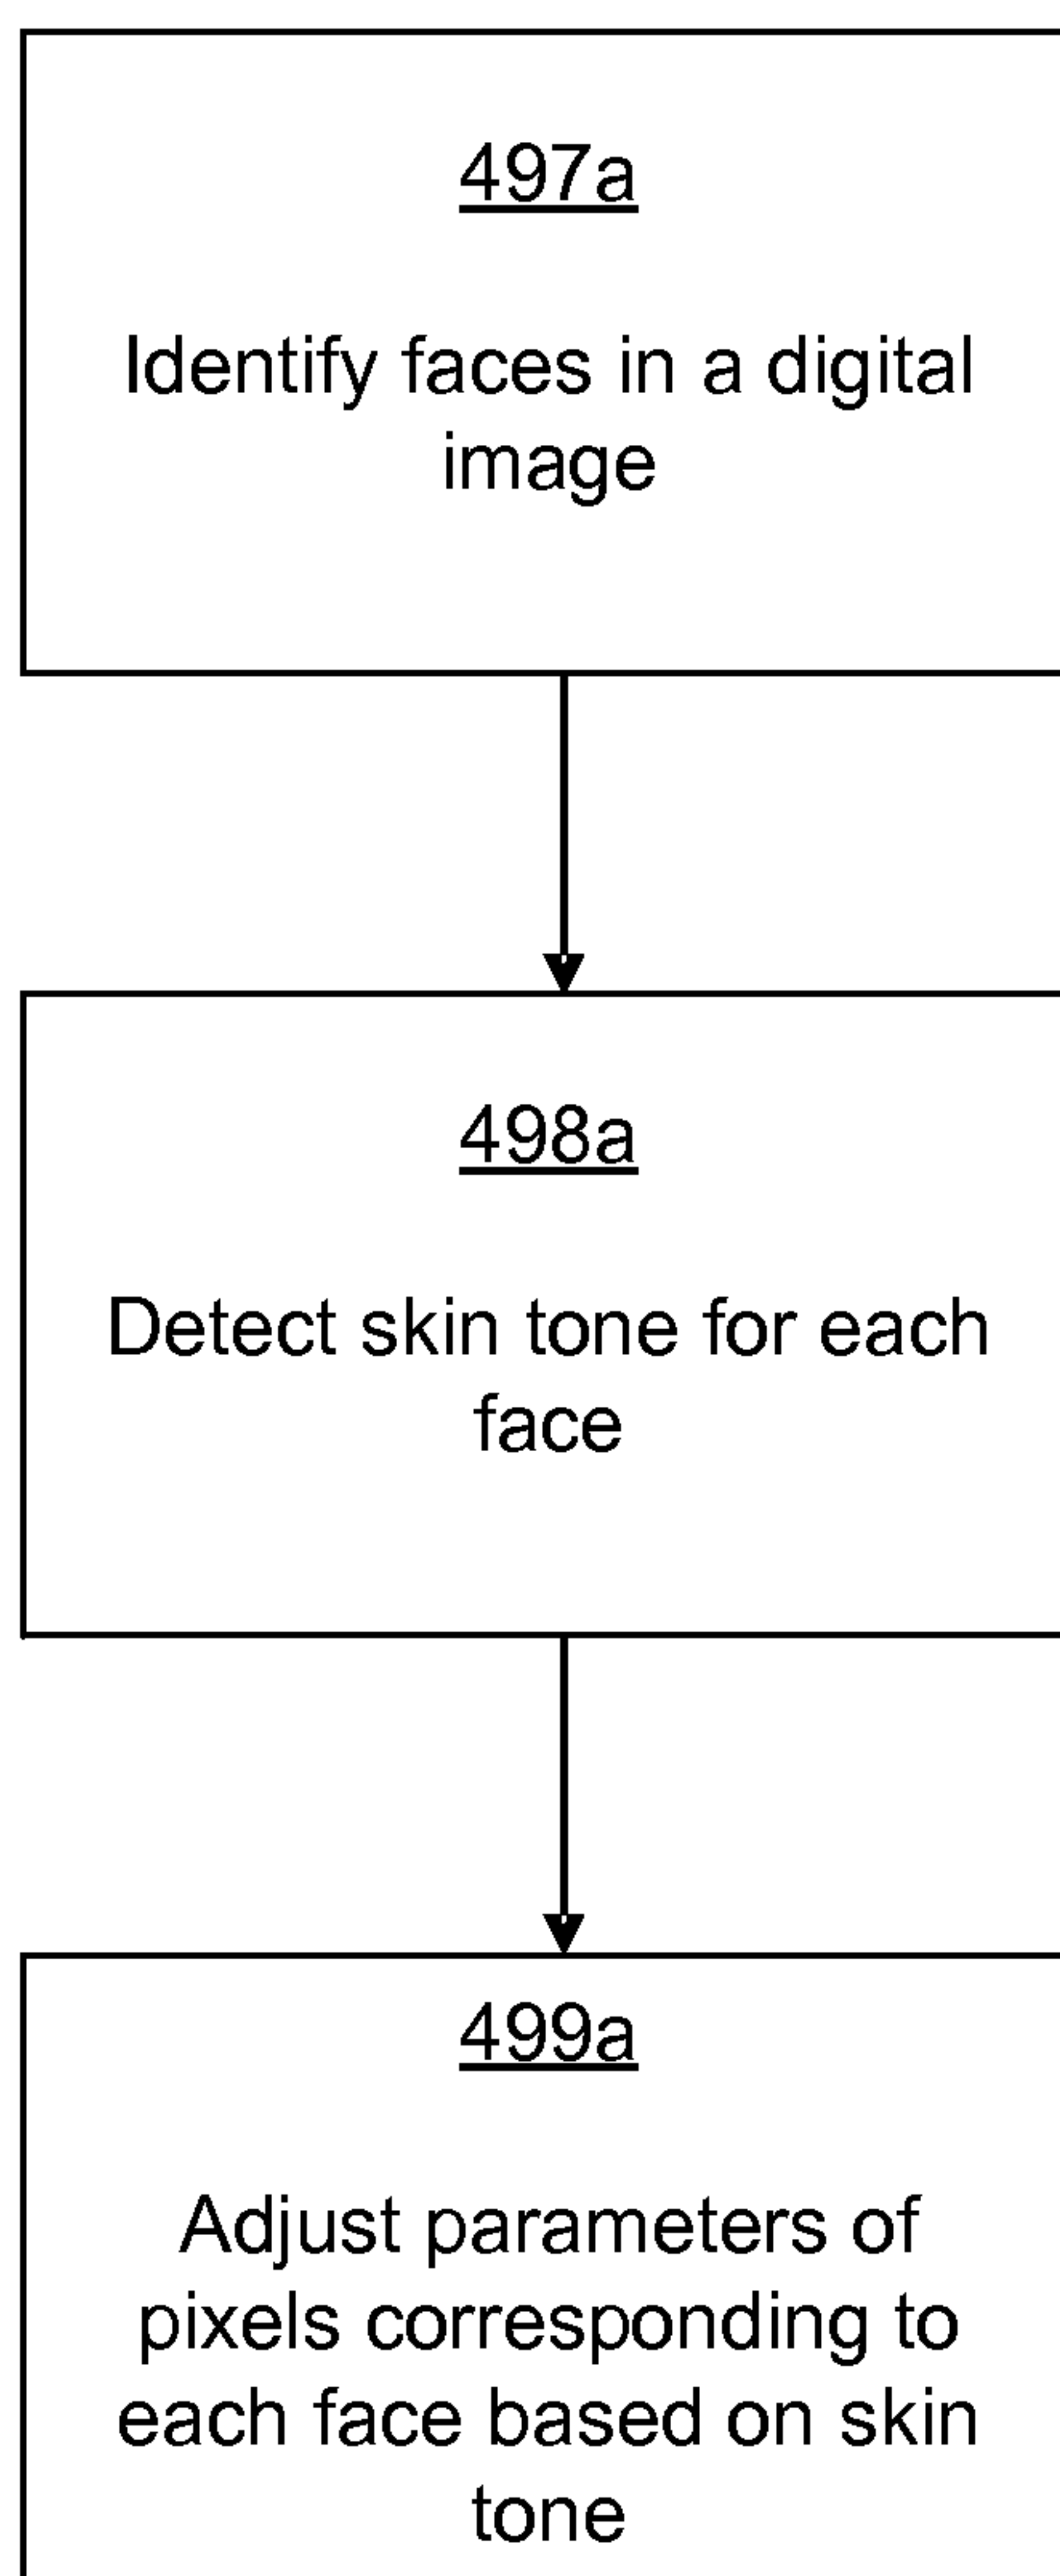 497a
Identify faces in a digital
image
498a
Detect skin tone for each
face
499a
Adjust parameters of
pixels corresponding to
each face based on skin
tone